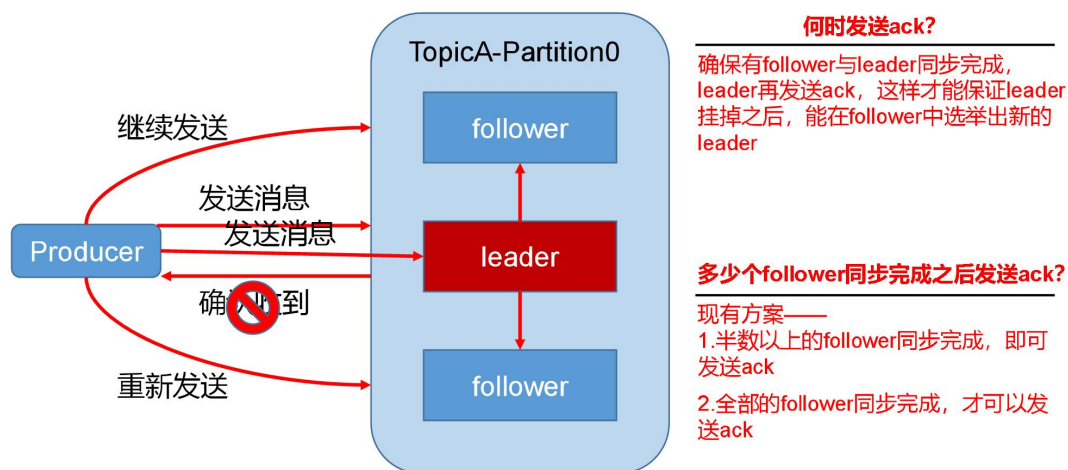 TopicA-Partition0
follower
继续发送
发送消息
发送消息
Producer
leader
确认收到
重新发送
follower
何时发送ack?
确保有follower与leader同步完成，
leader再发送ack，这样才能保证leader
挂掉之后，能在follower中选举出新的
leader
多少个follower同步完成之后发送ack?
现有方案——
1.半数以上的follower同步完成，即可
发送ack
2.全部的follower同步完成，才可以发
送ack